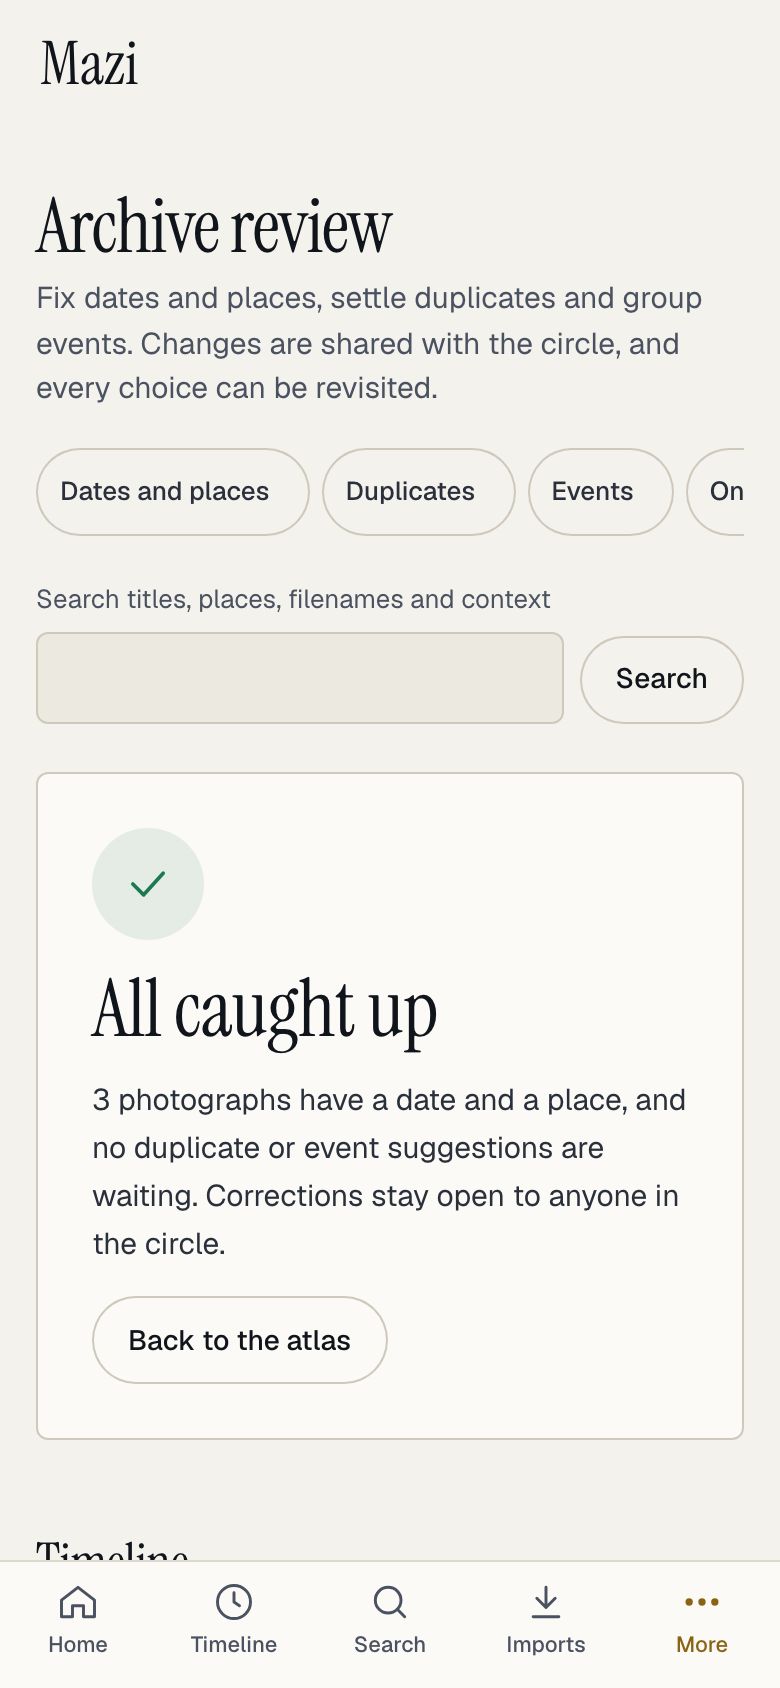 Mazi
Archive review
Fix dates and places, settle duplicates and group
events. Changes are shared with the circle, and
every choice can be revisited.
Dates and places
Duplicates
Events
On
Search titles, places, filenames and context
Search
All caught up
3 photographs have a date and a place, and
no duplicate or event suggestions are
waiting. Corrections stay open to anyone in
the circle.
Back to the atlas
Timeline
Home
Timeline
Search
Imports
More